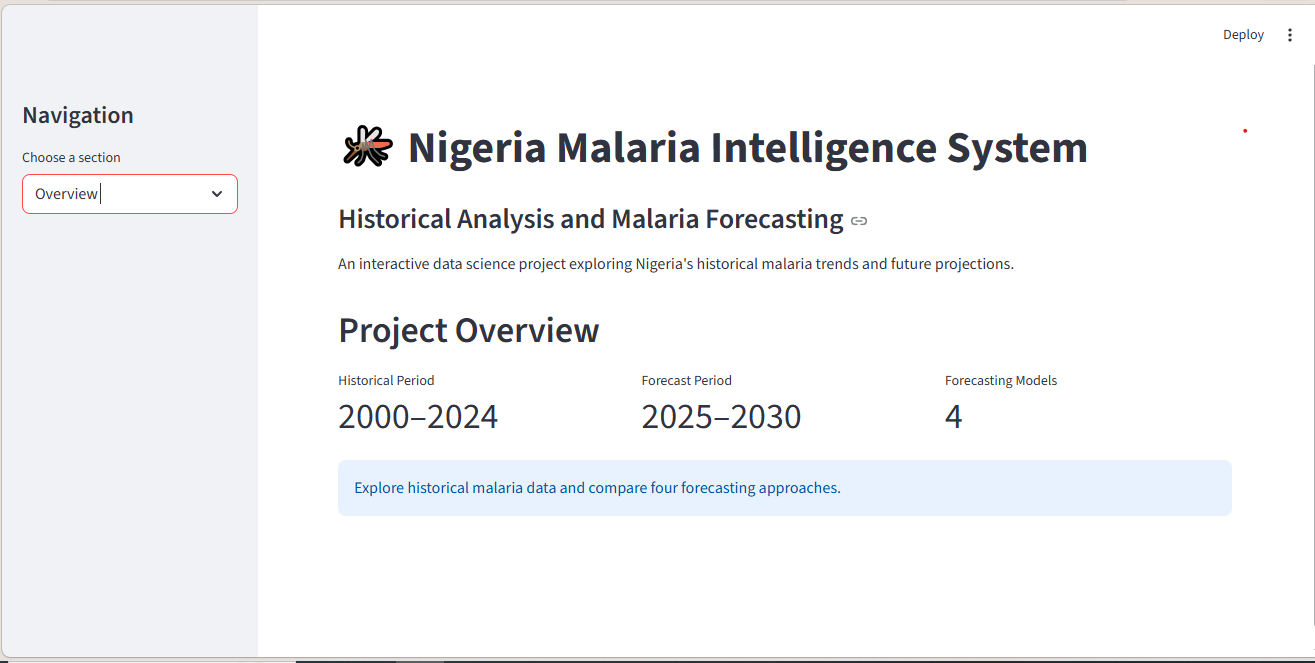 Deploy
Navigation
Choose a section
Overview
Nigeria Malaria Intelligence System
Historical Analysis and Malaria Forecasting
An interactive data science project exploring Nigeria's historical malaria trends and future projections.
Project Overview
Historical Period
2000–2024
Forecast Period
2025–2030
Forecasting Models
4
Explore historical malaria data and compare four forecasting approaches.